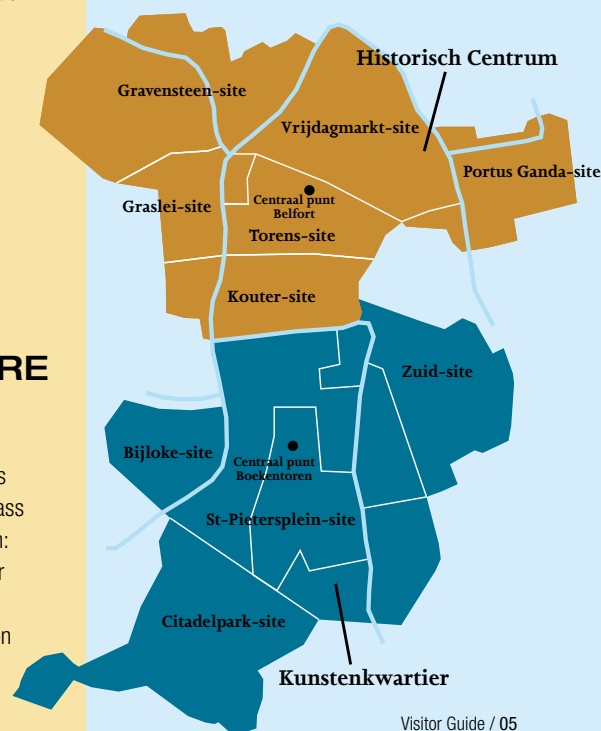 Historisch Centrum
Gravensteen-site
Vrijdagmarkt-site
Portus Ganda-site
Graslei-site
Centraal punt
Belfort
Torens-site
Kouter-site
RE
Zuid-site
Bijloke-site
Centraal punt
Boekentoren
s
ass
St-Pietersplein-site
n:
r
Citadelpark-site
on
Kunstenkwartier
Visitor Guide / 05